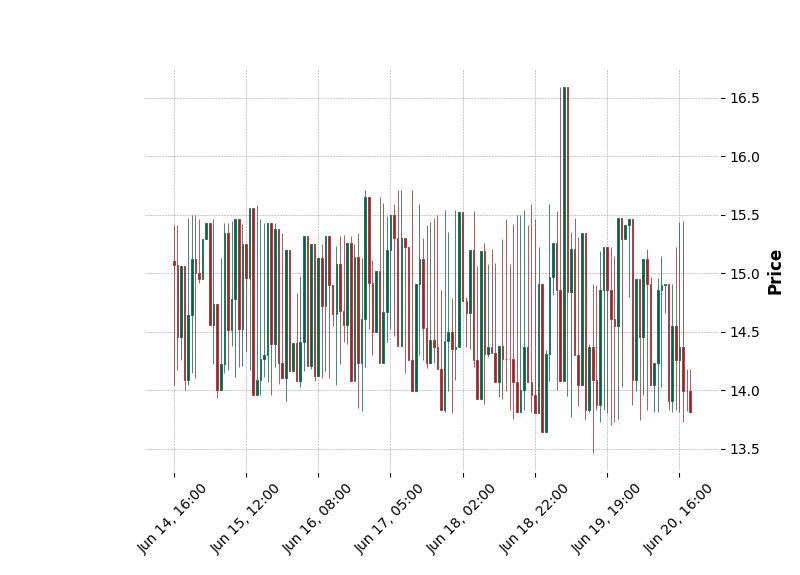 16.5
16.0
15.5
15.0
14.5
14.0
13.5
Price
Jun 14, 16:00
Jun 15, 12:00
Jun 16, 08:00
Jun 17, 05:00
Jun 18, 02:00
Jun 18, 22:00
Jun 19, 19:00
Jun 20, 16:00